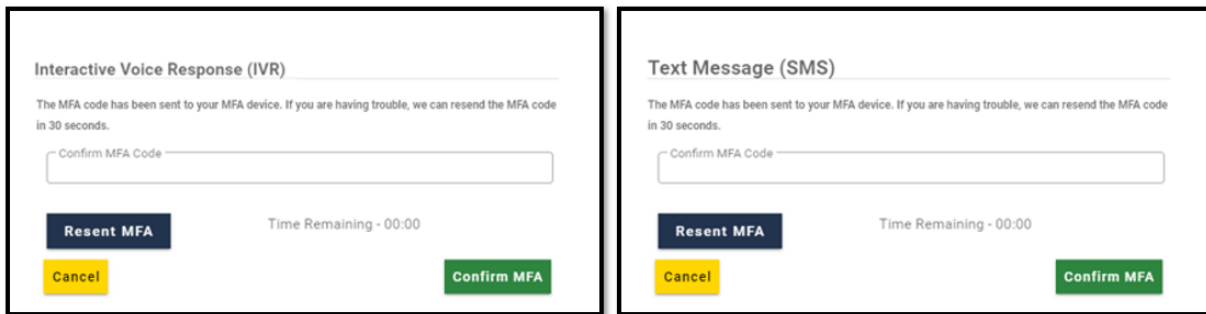 Interactive Voice Response (IVR)
The MFA code has been sent to your MFA device. If you are having trouble, we can resend the MFA code
in 30 seconds.
Confirm MFA Code
Resent MFA
Time Remaining - 00:00
Cancel
Confirm MFA
Text Message (SMS)
The MFA code has been sent to your MFA device. If you are having trouble, we can resend the MFA code
in 30 seconds.
Confirm MFA Code
Resent MFA
Time Remaining - 00:00
Cancel
Confirm MFA